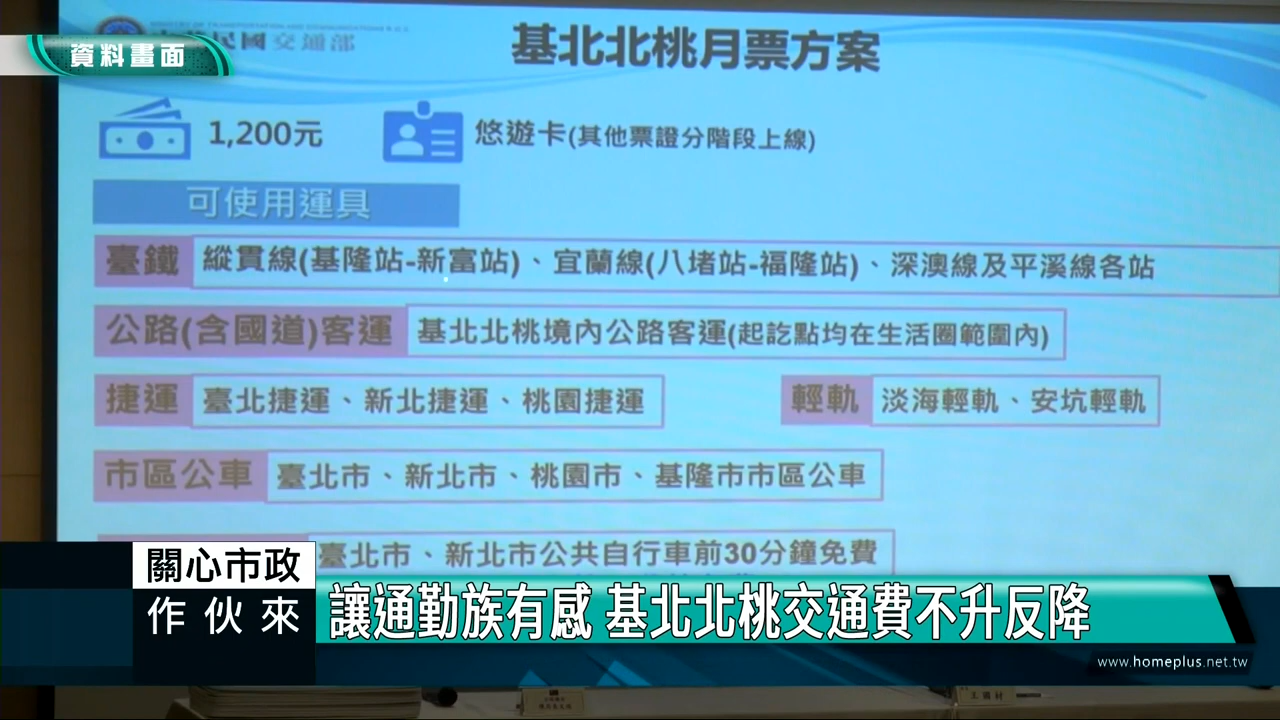 資料畫面
民國交通部
基北北桃月票方案
1,200元
悠遊卡(其他票證分階段上線)
可使用運具
臺鐵 縱貫線(基隆站-新富站)、宜蘭線(八堵站-福隆站)、深澳線及平溪線各站
公路(含國道)客運 基北北桃境內公路客運(起訖點均在生活圈範圍內)
捷運 臺北捷運、新北捷運、桃園捷運
輕軌 淡海輕軌、安坑輕軌
市區公車 臺北市、新北市、桃園市、基隆市市區公車
臺北市、新北市公共自行車前30分鐘免費
關心市政
作伙來
讓通勤族有感 基北北桃交通費不升反降
www.homeplus.net.tw